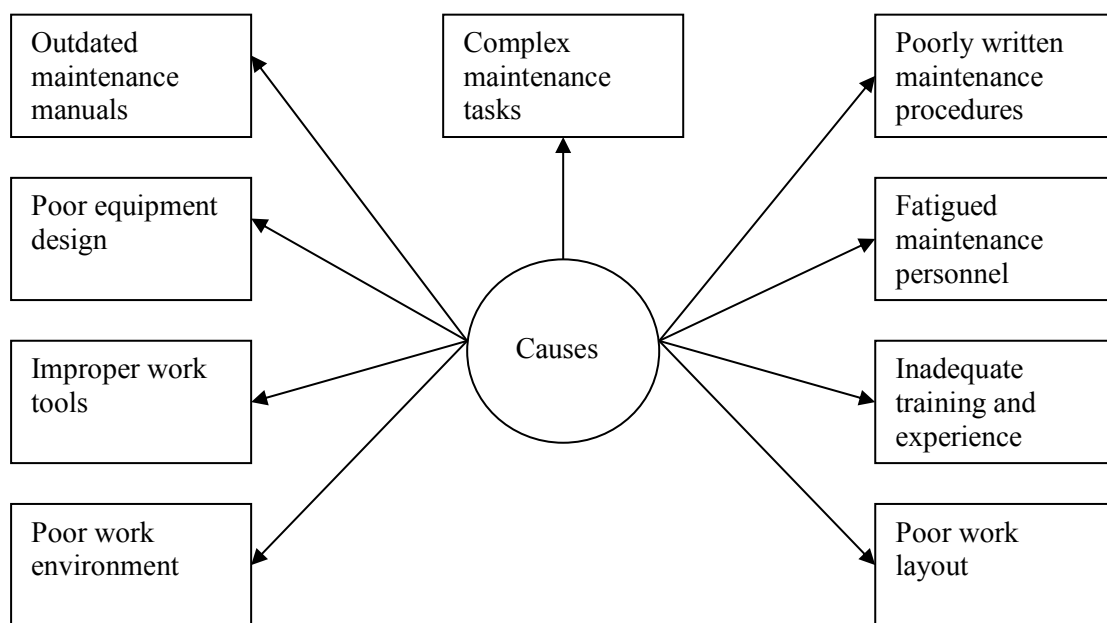 Outdated
maintenance
manuals
Complex
maintenance
tasks
Poorly written
maintenance
procedures
Poor equipment
design
Fatigued
maintenance
personnel
Causes
Improper work
tools
Inadequate
training and
experience
Poor work
environment
Poor work
layout